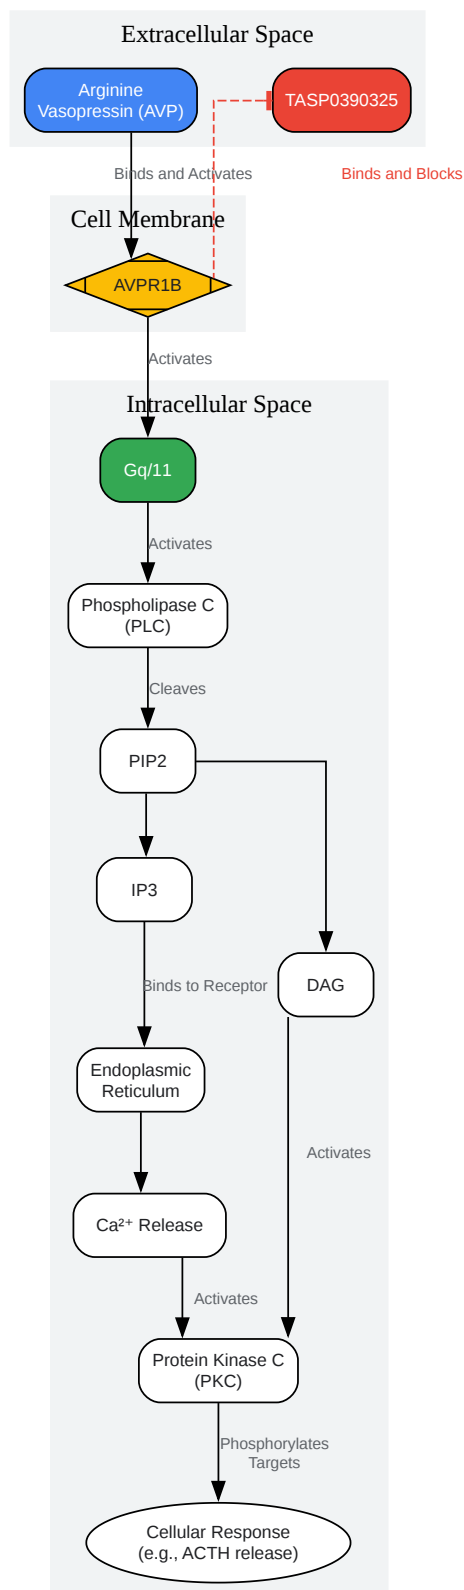 Extracellular Space
Arginine
Vasopressin (AVP)
TASP0390325
Binds and Activates
Binds and Blocks
Cell Membrane
AVPR1B
Activates
Intracellular Space
Gq/11
Activates
Phospholipase C
(PLC)
Cleaves
PIP2
IP3
Binds to Receptor
DAG
Endoplasmic
Reticulum
Activates
Ca²⁺ Release
Activates
Protein Kinase C
(PKC)
Phosphorylates
Targets
Cellular Response
(e.g., ACTH release)